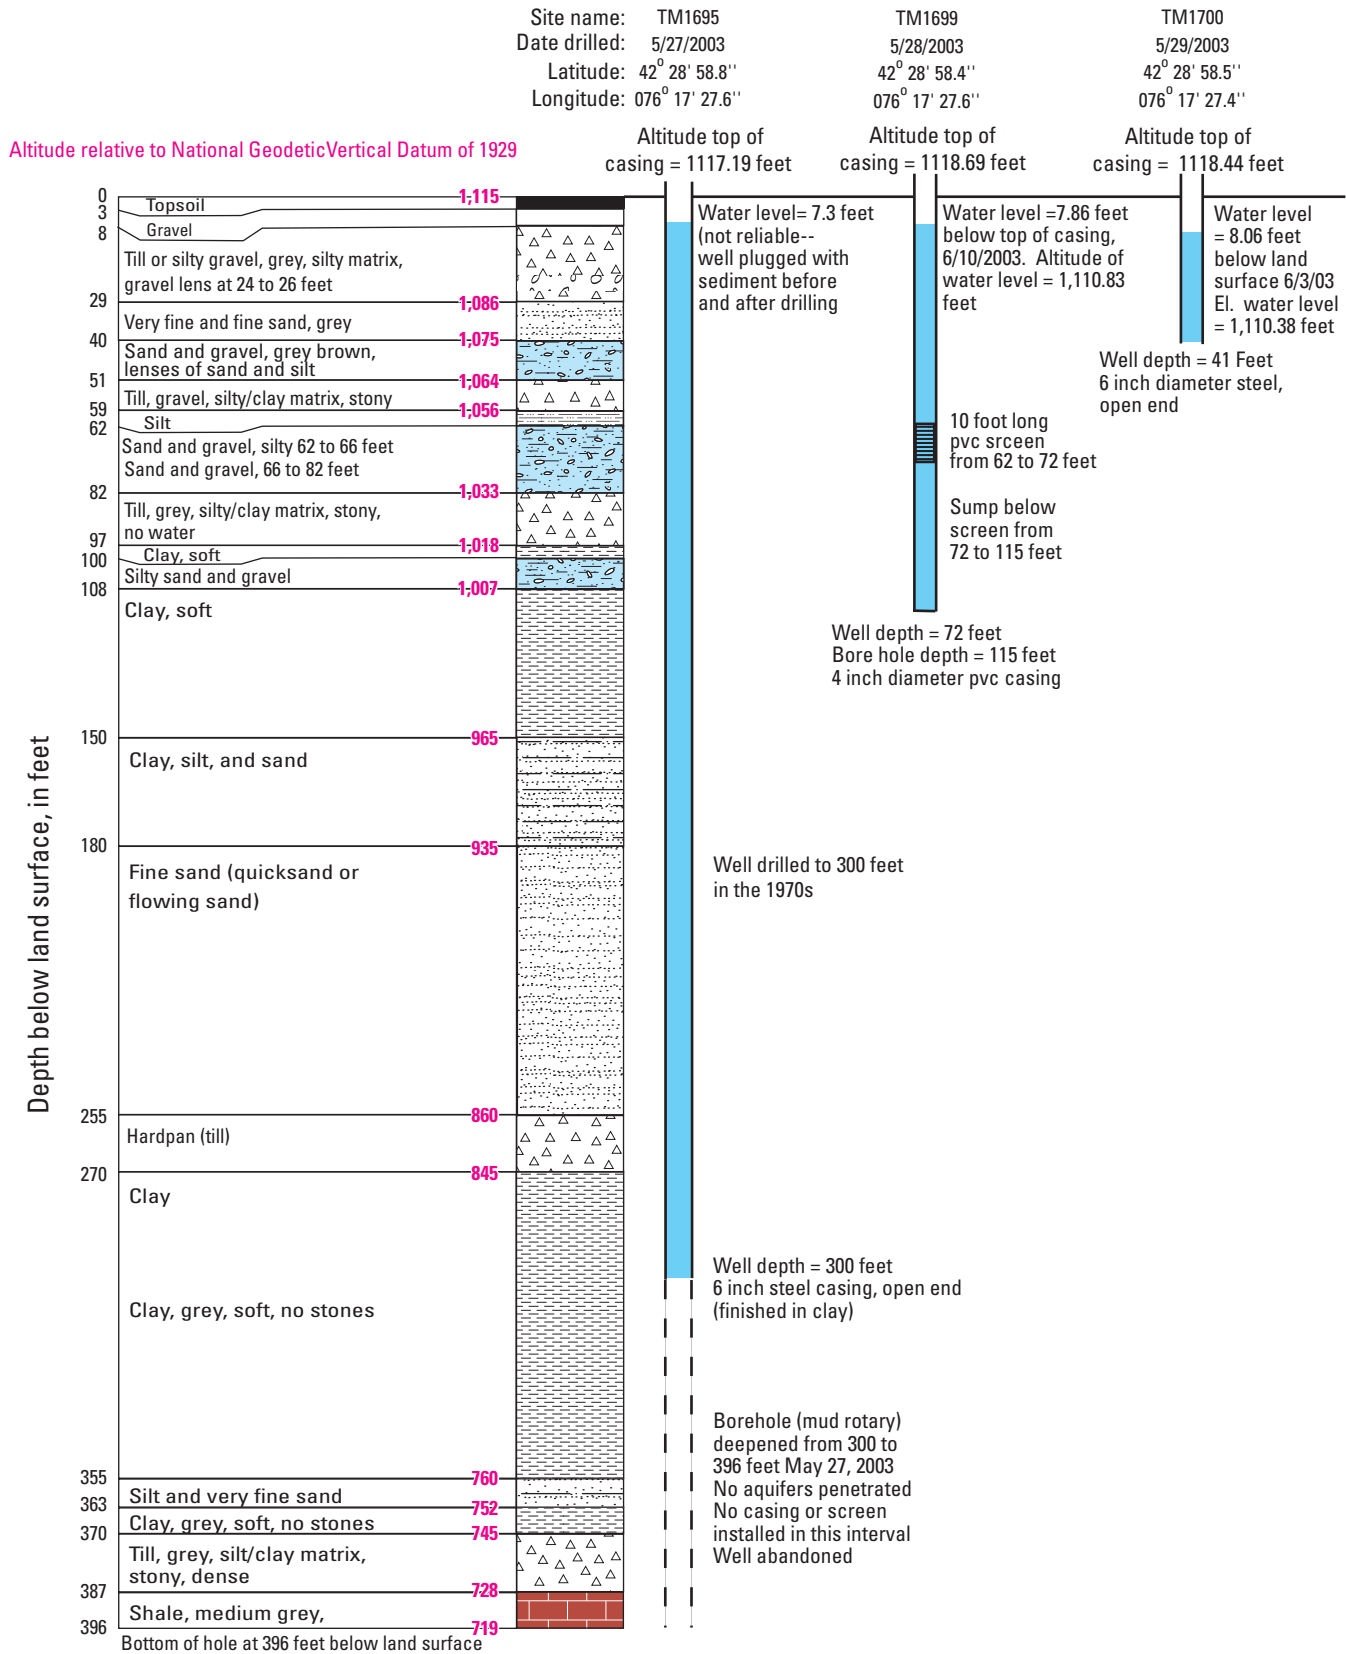 Site name: TM1695 TM1699 TM1700
Date drilled: 5/27/2003 5/28/2003 5/29/2003
Latitude: 42⁰ 28' 58.8'' 42⁰ 28' 58.4'' 42⁰ 28' 58.5''
Longitude: 076⁰ 17' 27.6'' 076⁰ 17' 27.6'' 076⁰ 17' 27.4''
Altitude top of
casing = 1117.19 feet
Altitude top of
casing = 1118.69 feet
Altitude top of
casing = 1118.44 feet
Altitude relative to National GeodeticVertical Datum of 1929
Depth below land surface, in feet
0 1,115
Topsoil
3
Gravel
8
Till or silty gravel, grey, silty matrix,
gravel lens at 24 to 26 feet
29 1,086
Very fine and fine sand, grey
40 1,075
Sand and gravel, grey brown,
lenses of sand and silt
51 1,064
Till, gravel, silty/clay matrix, stony
59 1,056
Silt
62
Sand and gravel, silty 62 to 66 feet
Sand and gravel, 66 to 82 feet
82 1,033
Till, grey, silty/clay matrix, stony,
no water
97 1,018
Clay, soft
100
Silty sand and gravel
108 1,007
Clay, soft
150 965
Clay, silt, and sand
180 935
Fine sand (quicksand or
flowing sand)
255 860
Hardpan (till)
270 845
Clay
Clay, grey, soft, no stones
355 760
Silt and very fine sand
363 752
Clay, grey, soft, no stones
370 745
Till, grey, silt/clay matrix,
stony, dense
387 728
Shale, medium grey,
396 719
Bottom of hole at 396 feet below land surface
Water level= 7.3 feet
(not reliable--
well plugged with
sediment before
and after drilling
Well drilled to 300 feet
in the 1970s
Well depth = 300 feet
6 inch steel casing, open end
(finished in clay)
Borehole (mud rotary)
deepened from 300 to
396 feet May 27, 2003
No aquifers penetrated
No casing or screen
installed in this interval
Well abandoned
Water level =7.86 feet
below top of casing,
6/10/2003. Altitude of
water level = 1,110.83
feet
10 foot long
pvc srceen
from 62 to 72 feet
Sump below
screen from
72 to 115 feet
Well depth = 72 feet
Bore hole depth = 115 feet
4 inch diameter pvc casing
Water level
= 8.06 feet
below land
surface 6/3/03
El. water level
= 1,110.38 feet
Well depth = 41 Feet
6 inch diameter steel,
open end